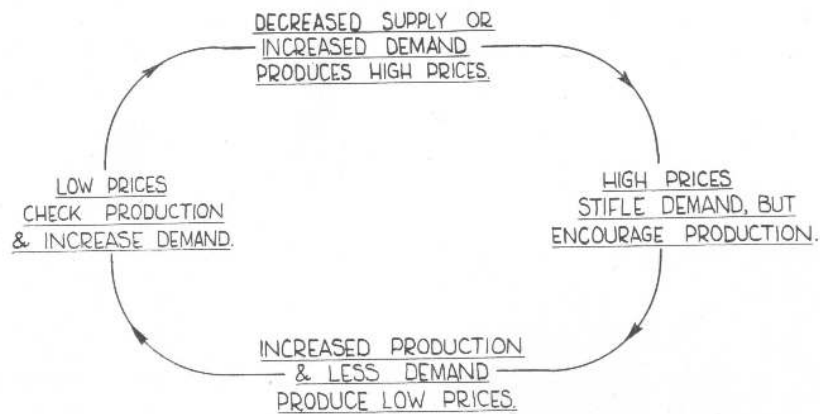 DECREASED SUPPLY OR
INCREASED DEMAND
PRODUCES HIGH PRICES.
HIGH PRICES
STIFLE DEMAND, BUT
ENCOURAGE PRODUCTION.
INCREASED PRODUCTION
& LESS DEMAND
PRODUCE LOW PRICES.
LOW PRICES
CHECK PRODUCTION
& INCREASE DEMAND.